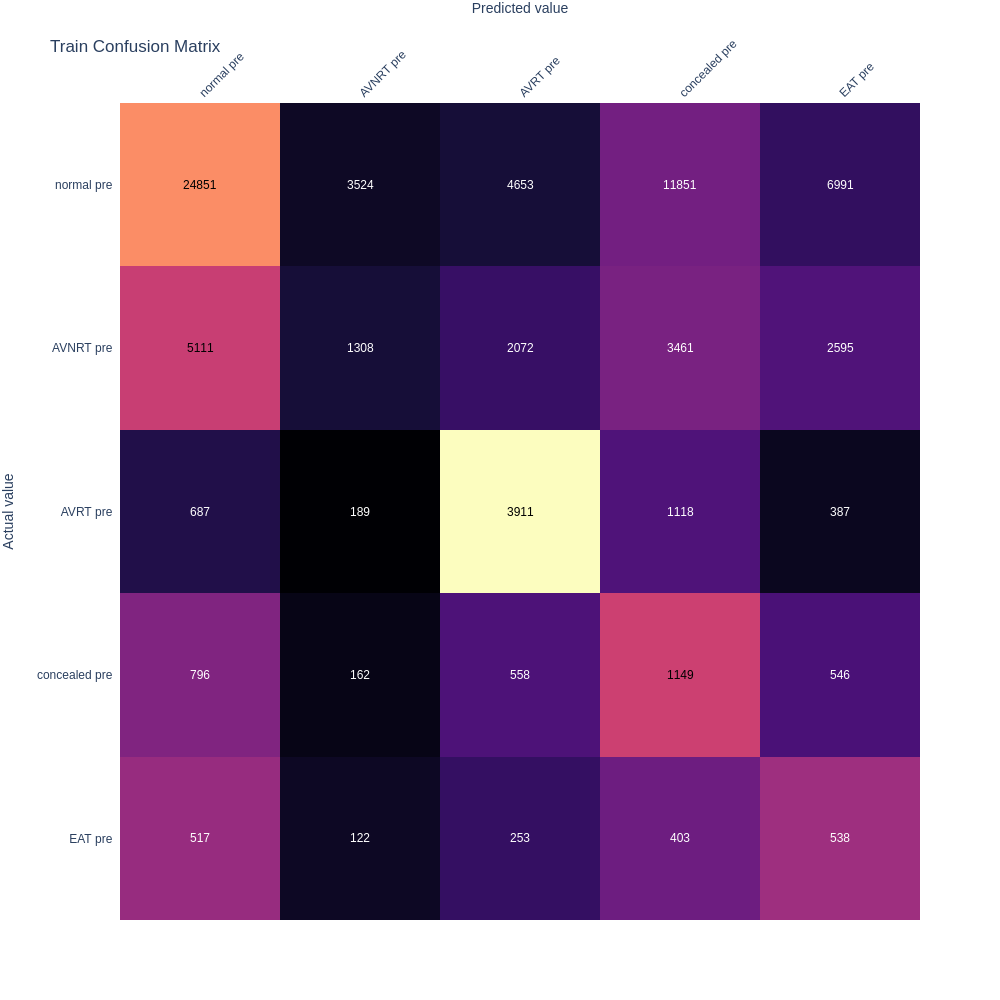 Predicted value
Train Confusion Matrix
normal pre
AVNRT pre
AVRT pre
concealed pre
EAT pre
normal pre 24851 3524 4653 11851 6991
AVNRT pre 5111 1308 2072 3461 2595
AVRT pre 687 189 3911 1118 387
concealed pre 796 162 558 1149 546
EAT pre 517 122 253 403 538
Actual value